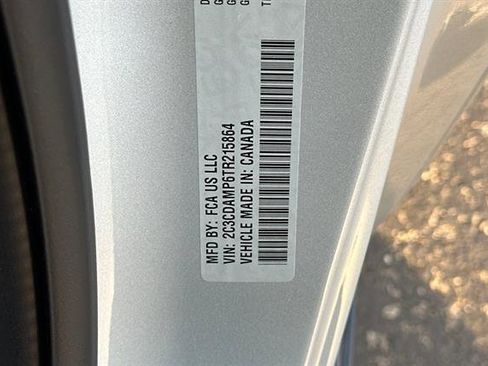 MFD BY: FCA US LLC
VIN: 2C3CDAMP6TR215864
VEHICLE MADE IN: CANADA